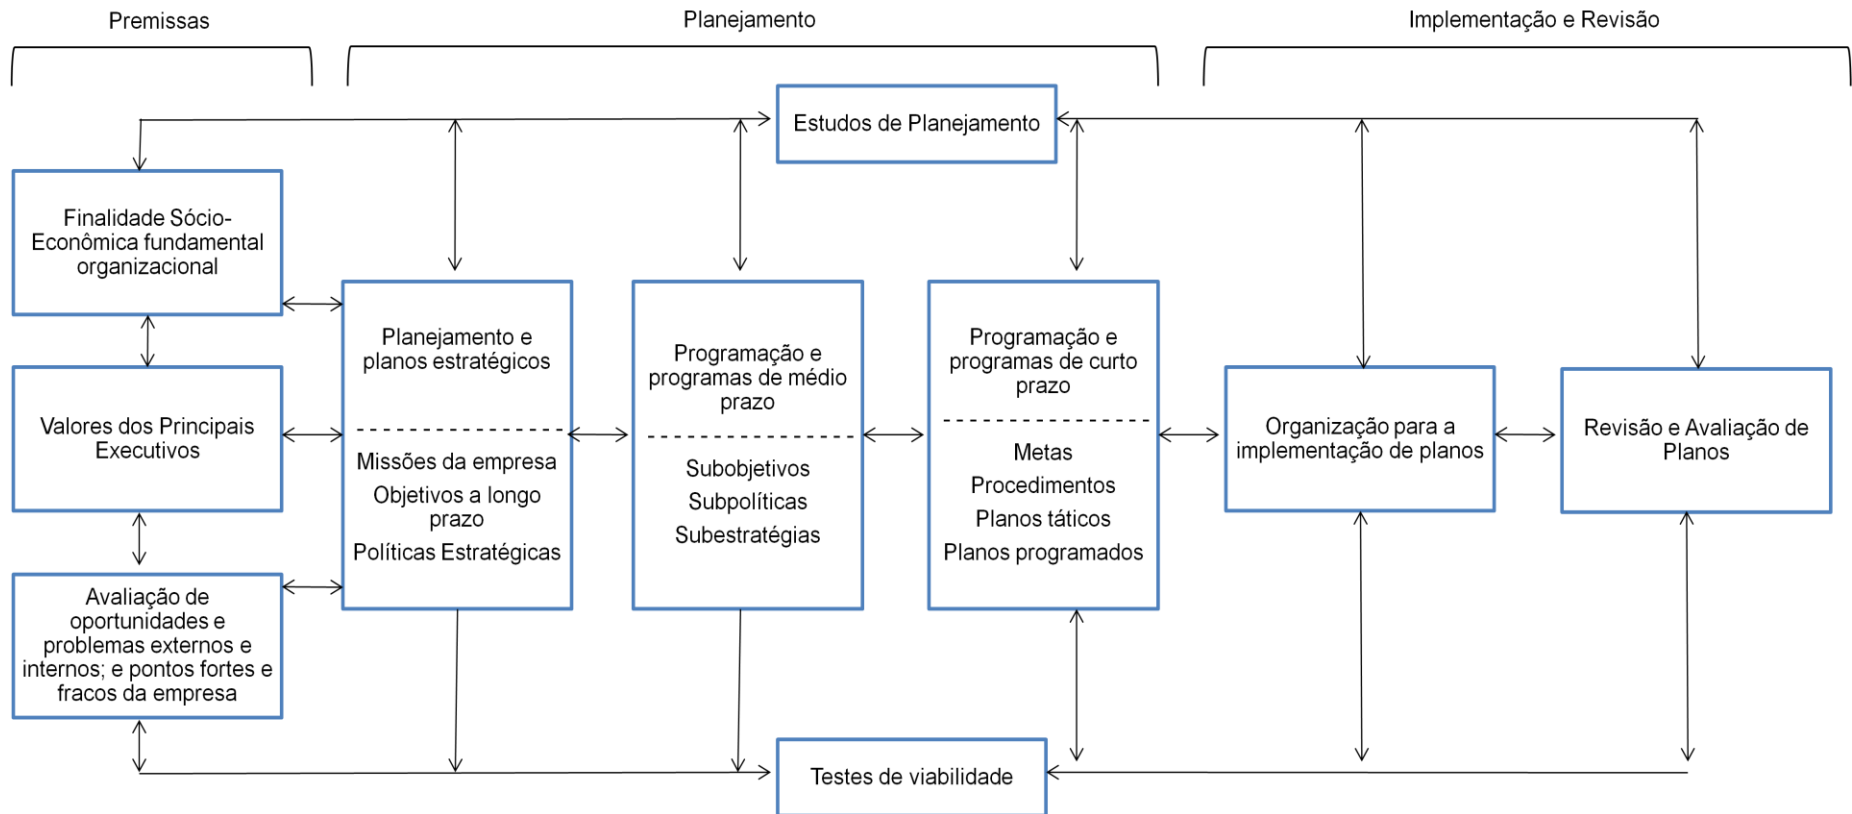 Premissas
Planejamento
Implementação e Revisão
Estudos de Planejamento
Finalidade Sócio-
Econômica fundamental
organizacional
Valores dos Principais
Executivos
Avaliação de
oportunidades e
problemas externos e
internos; e pontos fortes e
fracos da empresa
Planejamento e
planos estratégicos
Missões da empresa
Objetivos a longo
prazo
Políticas Estratégicas
Programação e
programas de médio
prazo
Subobjetivos
Subpolíticas
Subestratégias
Programação e
programas de curto
prazo
Metas
Procedimentos
Planos táticos
Planos programados
Organização para a
implementação de planos
Revisão e Avaliação de
Planos
Testes de viabilidade